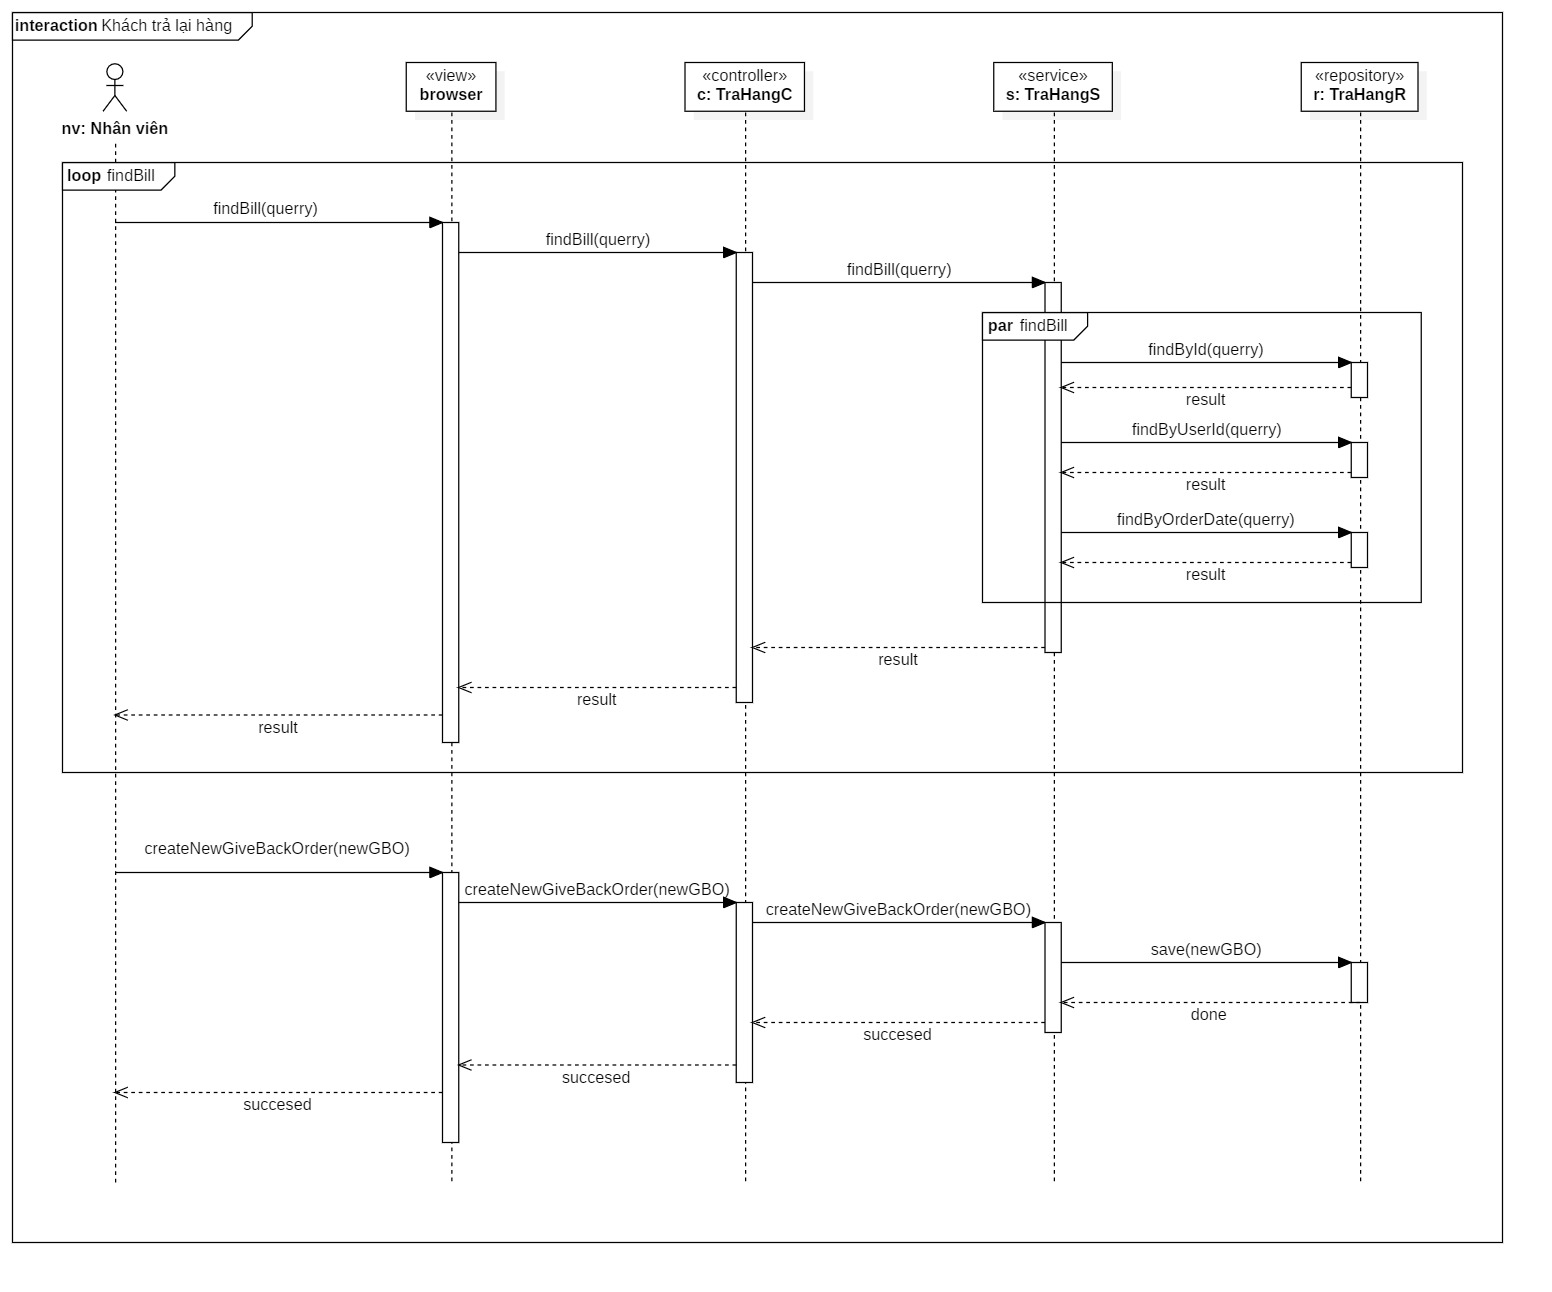 interaction Khách trả lại hàng
nv: Nhân viên
«view»
browser
«controller»
c: TraHangC
«service»
s: TraHangS
«repository»
r: TraHangR
loop findBill
findBill(querry)
findBill(querry)
findBill(querry)
par findBill
findById(querry)
result
findByUserId(querry)
result
findByOrderDate(querry)
result
result
result
result
createNewGiveBackOrder(newGBO)
createNewGiveBackOrder(newGBO)
createNewGiveBackOrder(newGBO)
save(newGBO)
done
succesed
succesed
succesed